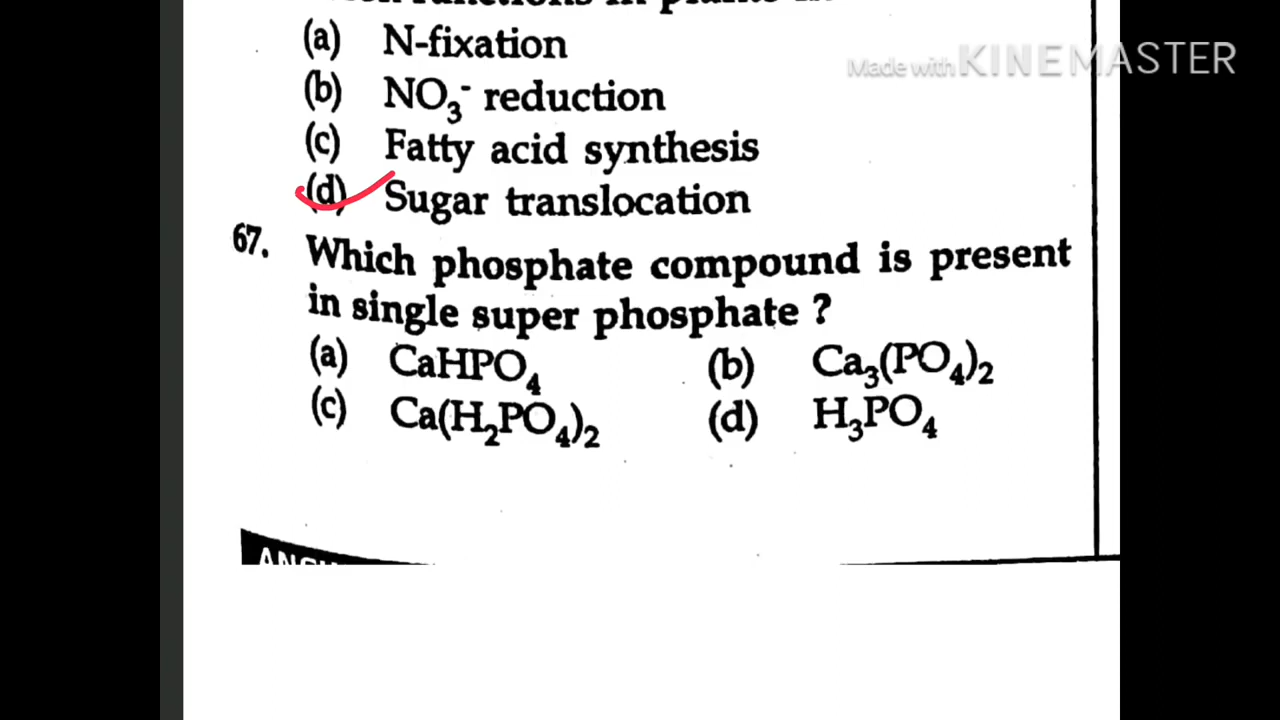 (a) N-fixation
Made with KINEMASTER
(b) NO₃⁻ reduction
(c) Fatty acid synthesis
(d) Sugar translocation
67. Which phosphate compound is present
in single super phosphate ?
(a) CaHPO₄ (b) Ca₃(PO₄)₂
(c) Ca(H₂PO₄)₂ (d) H₃PO₄